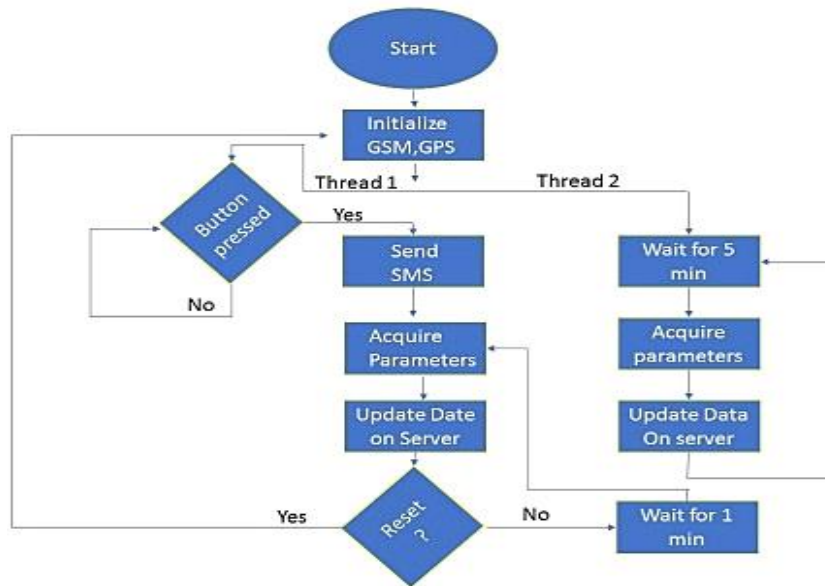 Start
Initialize
GSM,GPS
Thread 1
Thread 2
Button
pressed
Yes
No
Send
SMS
Acquire
Parameters
Update Date
on Server
Reset
?
Yes
No
Wait for 5
min
Acquire
parameters
Update Data
On server
Wait for 1
min